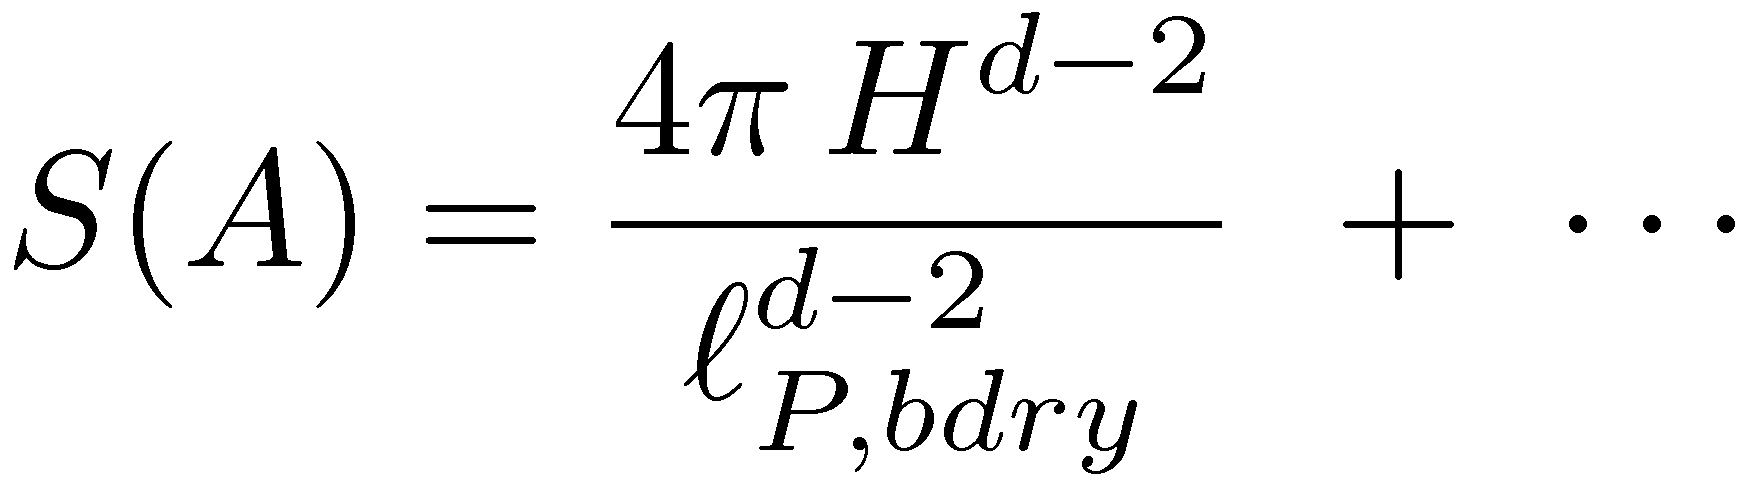 S(A) = \frac{4\pi H^{d-2}}{\ell_{P,bdry}^{d-2}} + \cdots